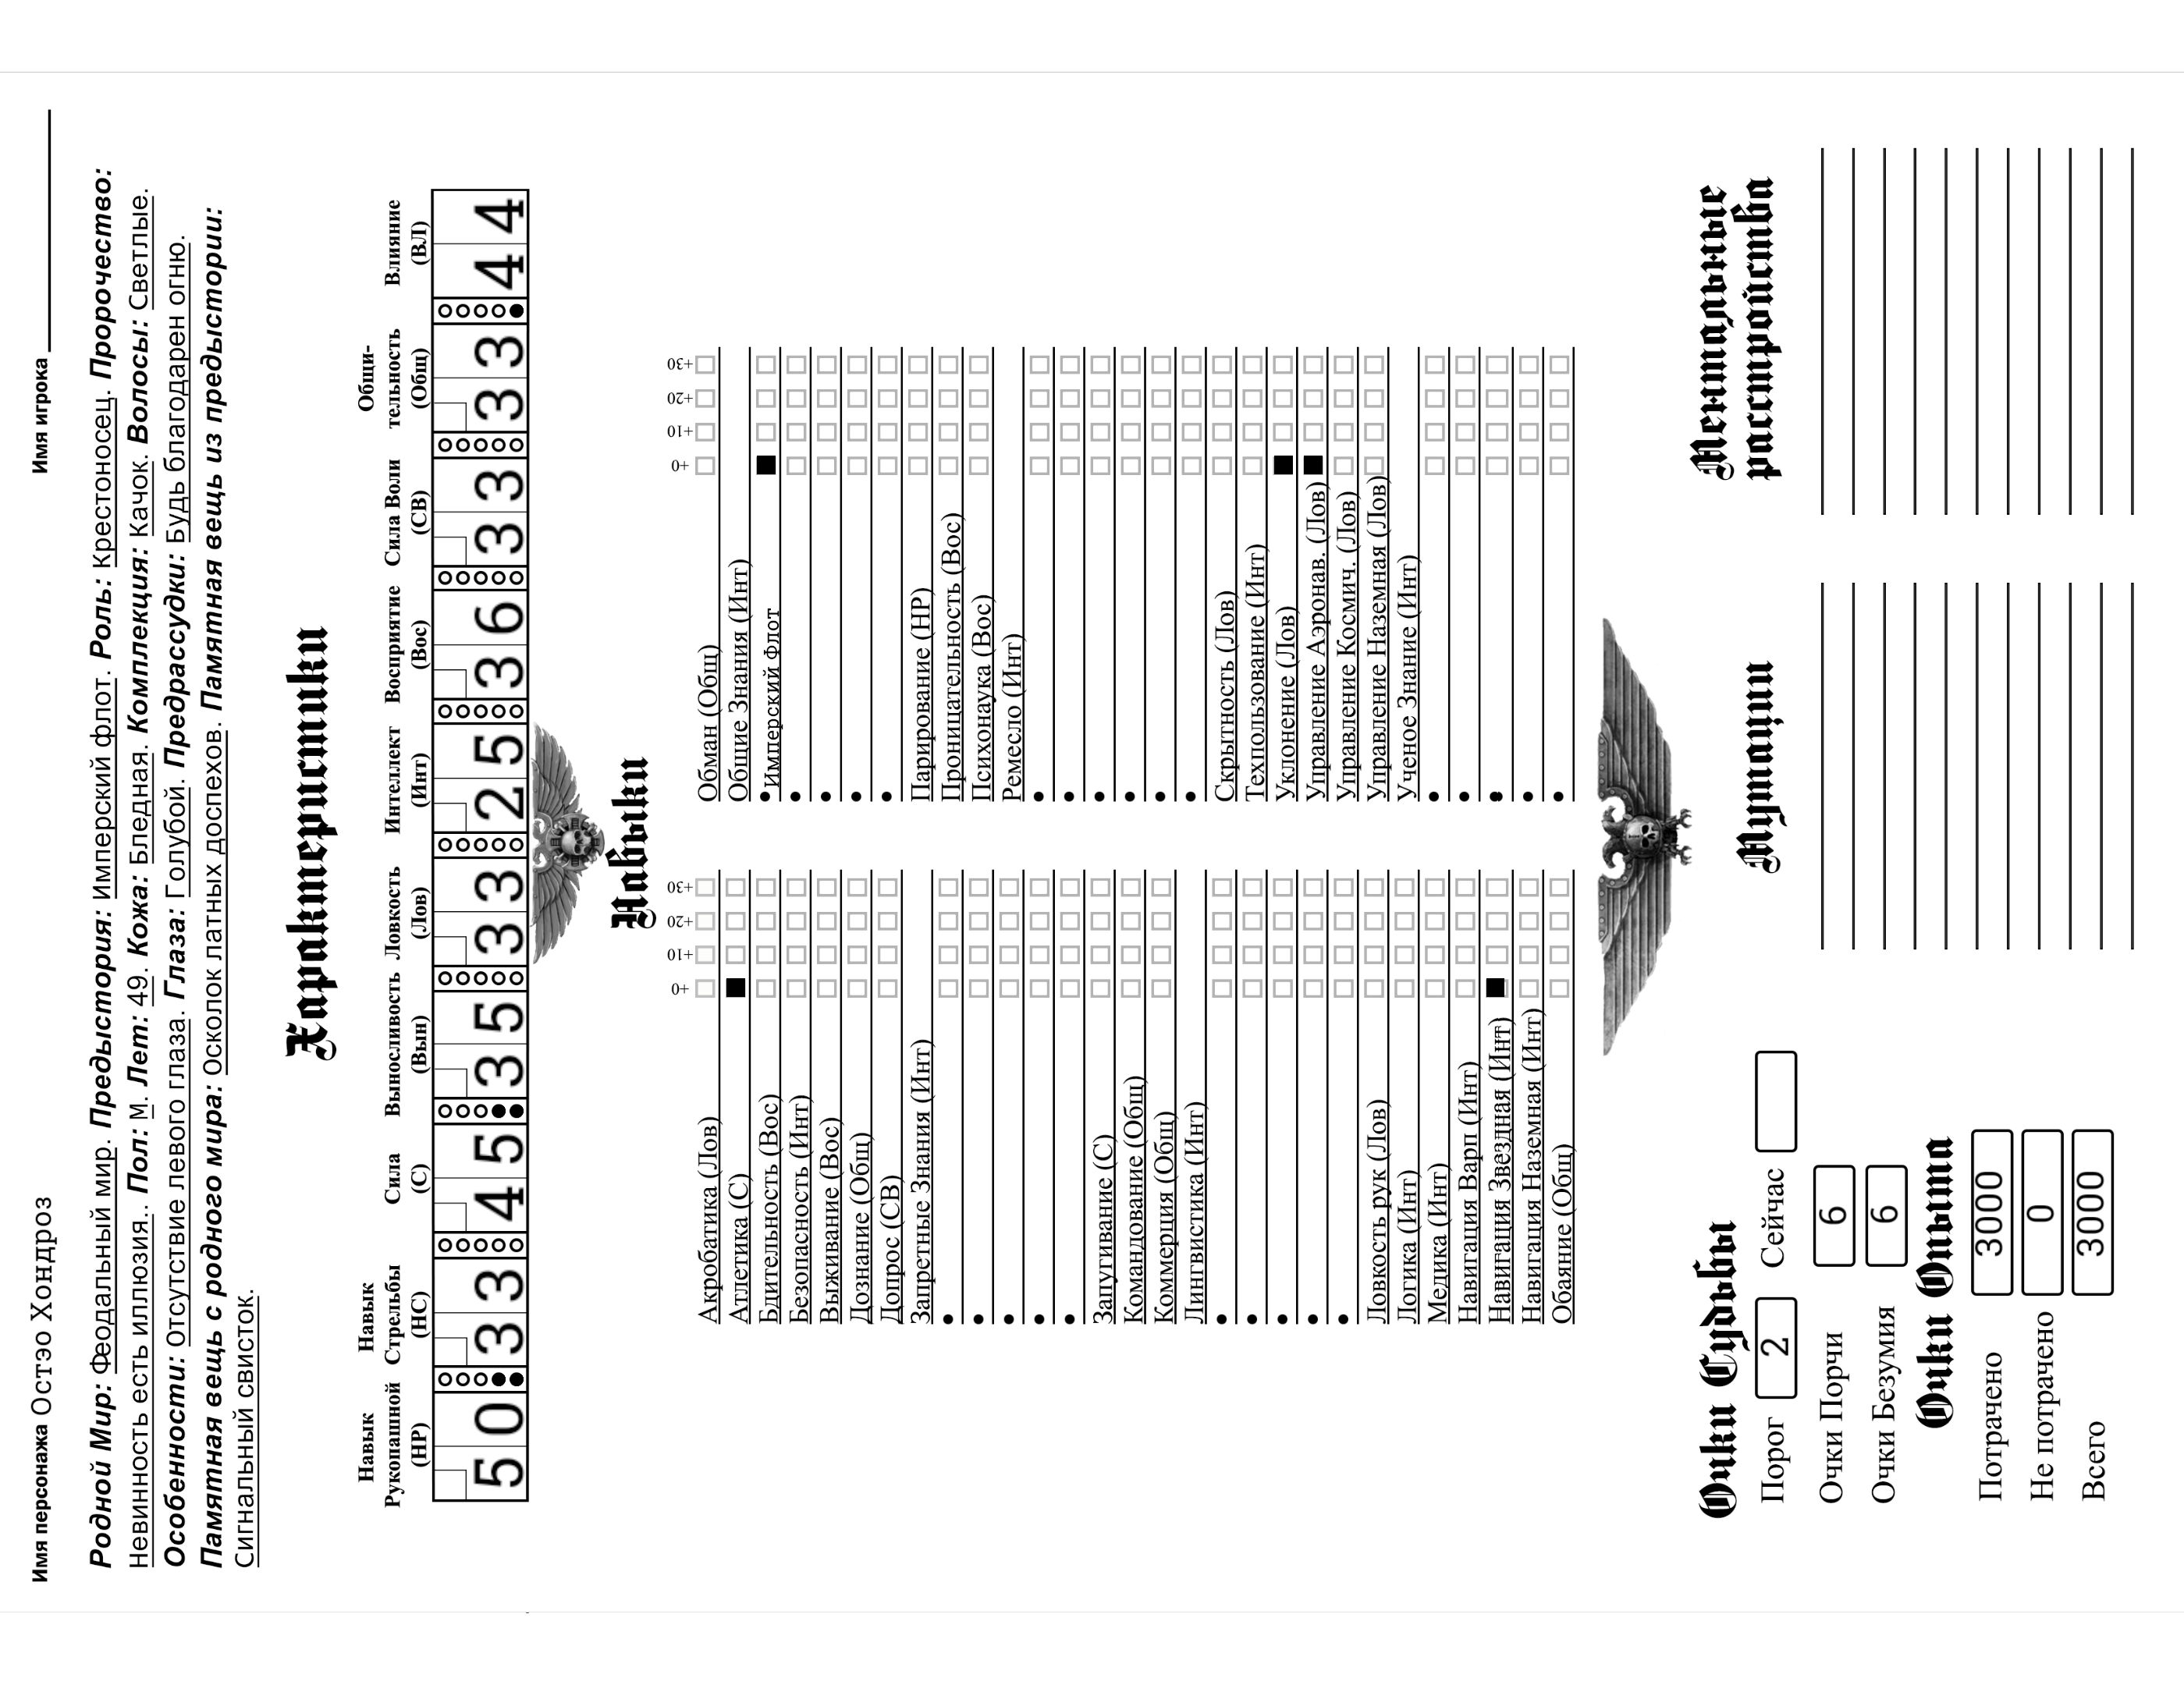 Имя персонажа Остэо Хондроз
Имя игрока
Родной Мир: Феодальный мир. Предыстория: Имперский флот. Роль: Крестоносец. Пророчество:
Невинность есть иллюзия. Пол: М. Лет: 49. Кожа: Бледная. Комплекция: Качок. Волосы: Светлые.
Особенности: Отсутствие левого глаза. Глаза: Голубой. Предрассудки: Будь благодарен огню.
Памятная вещь с родного мира: Осколок латных доспехов. Памятная вещь из предыстории:
Сигнальный свисток.
Характеристики
Навык Рукопашной (НР)
50
Навык Стрельбы (НС)
33
Сила (С)
45
Выносливость (Вын)
35
Ловкость (Лов)
33
Интеллект (Инт)
25
Восприятие (Вос)
36
Сила Воли (СВ)
33
Общи-
тельность (Общ)
33
Влияние (ВЛ)
44
Навыки
+0 +10 +20 +30
Акробатика (Лов)
Атлетика (С)
Бдительность (Вос)
Безопасность (Инт)
Выживание (Вос)
Дознание (Общ)
Допрос (СВ)
Запретные Знания (Инт)
•
•
•
•
•
Запугивание (С)
Командование (Общ)
Коммерция (Общ)
Лингвистика (Инт)
•
•
•
•
•
Ловкость рук (Лов)
Логика (Инт)
Медика (Инт)
Навигация Варп (Инт)
Навигация Звездная (Инт)
Навигация Наземная (Инт)
Обаяние (Общ)
+0 +10 +20 +30
Обман (Общ)
Общие Знания (Инт)
• Имперский Флот
•
•
•
•
Парирование (НР)
Проницательность (Вос)
Психонаука (Вос)
Ремесло (Инт)
•
•
•
•
•
•
Скрытность (Лов)
Техпользование (Инт)
Уклонение (Лов)
Управление Аэронав. (Лов)
Управление Космич. (Лов)
Управление Наземная (Лов)
Ученое Знание (Инт)
•
•
•
•
•
Очки Судьбы
Порог 2 Сейчас
Очки Порчи 6
Очки Безумия 6
Очки Опыта
Потрачено 3000
Не потрачено 0
Всего 3000
Мутации
Ментальные
расстройства